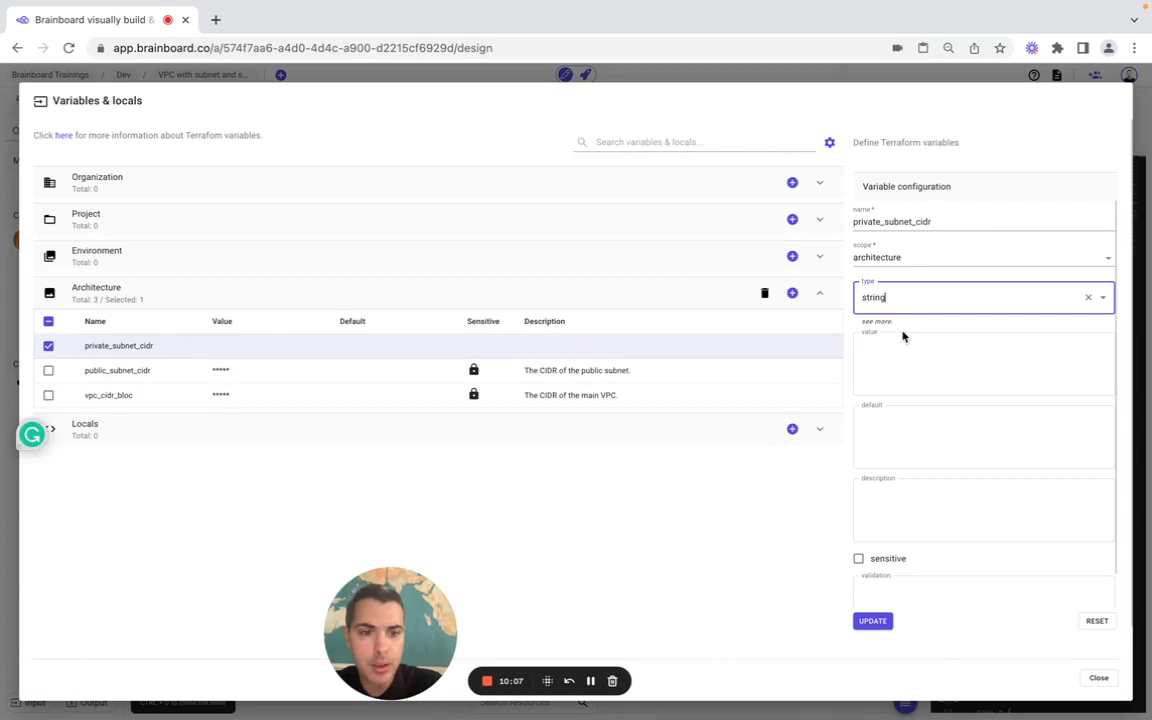 Brainboard visually build &
app.brainboard.co/a/574f7aa6-a4d0-4d4c-a900-d2215cf6929d/design
Brainboard Trainings Dev VPC with subnet and s...
Variables & locals
Click here for more information about Terrafom variables.
Search variables & locals...
Define Terraform variables
Organization
Total: 0
Project
Total: 0
Environment
Total: 0
Architecture
Total: 3 / Selected: 1
Name Value Default Sensitive Description
private_subnet_cidr
public_subnet_cidr ***** The CIDR of the public subnet.
vpc_cidr_bloc ***** The CIDR of the main VPC.
Locals
Total: 0
Variable configuration
name *
private_subnet_cidr
scope *
architecture
type
string
see more.
value
default
description
sensitive
validation
UPDATE RESET
10:07
Close
Input Output
Search resources